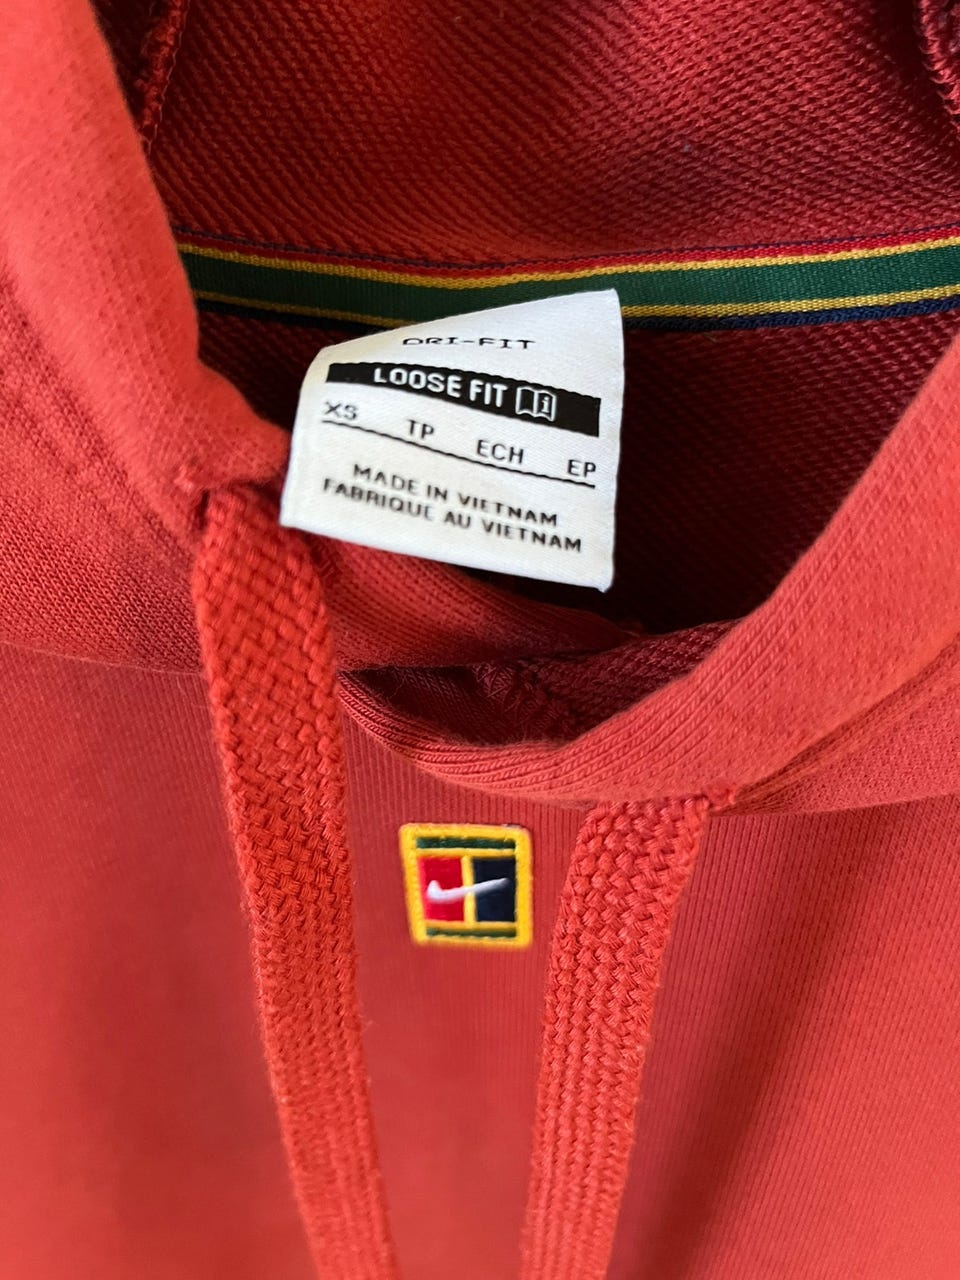 DRI-FIT
LOOSE FIT
XS TP ECH EP
MADE IN VIETNAM
FABRIQUE AU VIETNAM